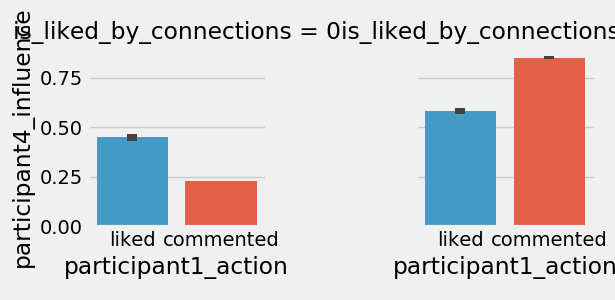 is_liked_by_connections = 0
is_liked_by_connections
participant4_influence
0.75
0.50
0.25
0.00
liked commented
liked commented
participant1_action
participant1_action